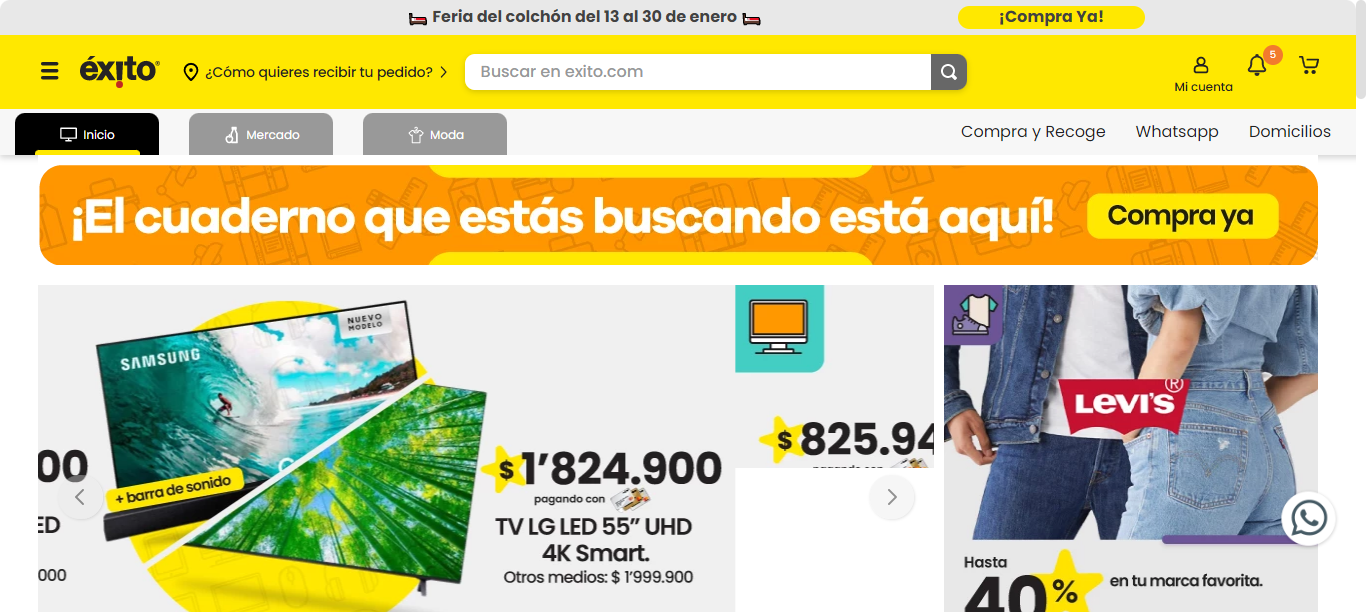 Feria del colchón del 13 al 30 de enero
¡Compra Ya!
éxito
¿Cómo quieres recibir tu pedido?
Buscar en exito.com
5
Mi cuenta
Inicio
Mercado
Moda
Compra y Recoge
Whatsapp
Domicilios
¡El cuaderno que estás buscando está aquí!
Compra ya
NUEVO
MODELO
SAMSUNG
+ barra de sonido
00
ED
000
$ 1'824.900
pagando con
TV LG LED 55” UHD
4K Smart.
Otros medios: $ 1'999.900
$ 825.94
LEVI'S®
Hasta
40%
en tu marca favorita.